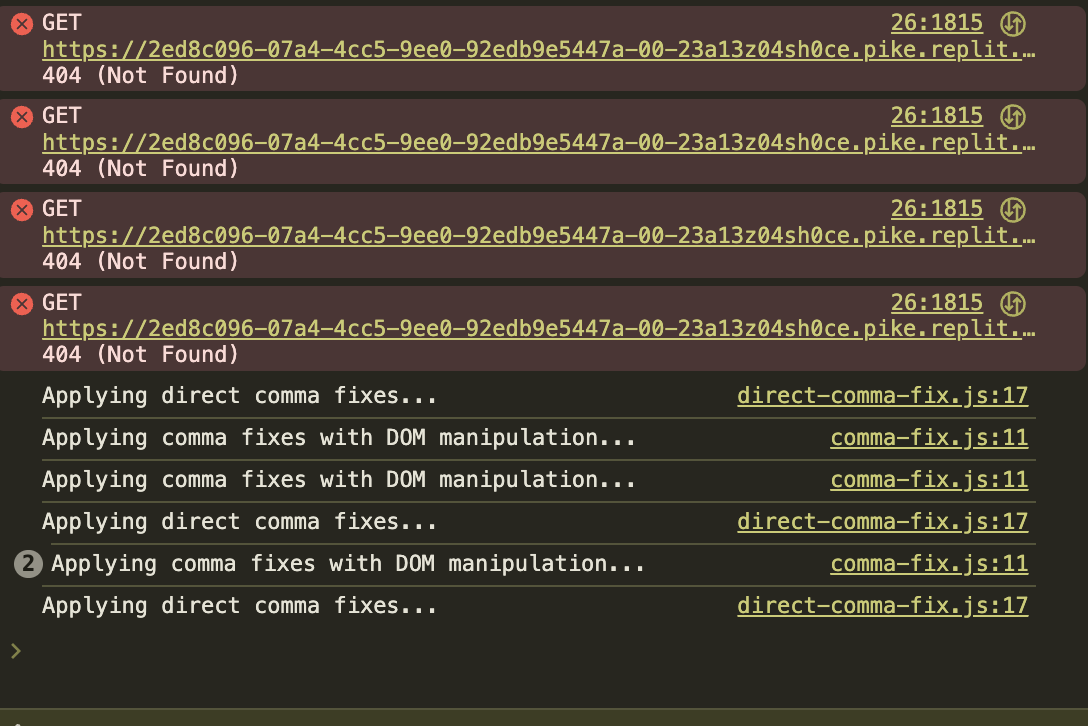 GET 26:1815
https://2ed8c096-07a4-4cc5-9ee0-92edb9e5447a-00-23a13z04sh0ce.pike.replit.…
404 (Not Found)
GET 26:1815
https://2ed8c096-07a4-4cc5-9ee0-92edb9e5447a-00-23a13z04sh0ce.pike.replit.…
404 (Not Found)
GET 26:1815
https://2ed8c096-07a4-4cc5-9ee0-92edb9e5447a-00-23a13z04sh0ce.pike.replit.…
404 (Not Found)
GET 26:1815
https://2ed8c096-07a4-4cc5-9ee0-92edb9e5447a-00-23a13z04sh0ce.pike.replit.…
404 (Not Found)
Applying direct comma fixes... direct-comma-fix.js:17
Applying comma fixes with DOM manipulation... comma-fix.js:11
Applying comma fixes with DOM manipulation... comma-fix.js:11
Applying direct comma fixes... direct-comma-fix.js:17
2 Applying comma fixes with DOM manipulation... comma-fix.js:11
Applying direct comma fixes... direct-comma-fix.js:17